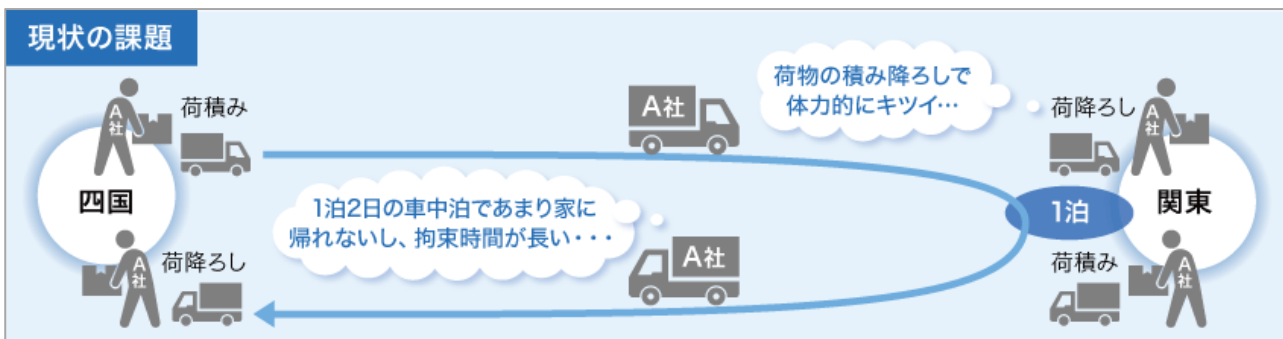 現状の課題
A社
荷積み
四国
A社
荷物の積み降ろしで
体力的にキツイ…
荷降ろし
A社
1泊2日の車中泊であまり家に
帰れないし、拘束時間が長い・・・
1泊
関東
A社
荷降ろし
A社
荷積み
A社